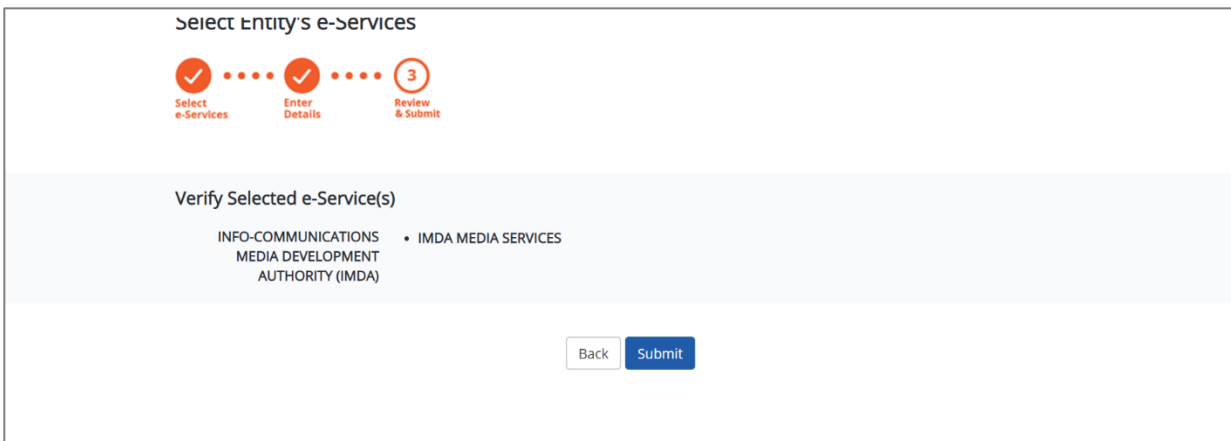 Select Entity's e-Services
3
Select
e-Services
Enter
Details
Review
& Submit
Verify Selected e-Service(s)
INFO-COMMUNICATIONS
MEDIA DEVELOPMENT
AUTHORITY (IMDA)
• IMDA MEDIA SERVICES
Back
Submit